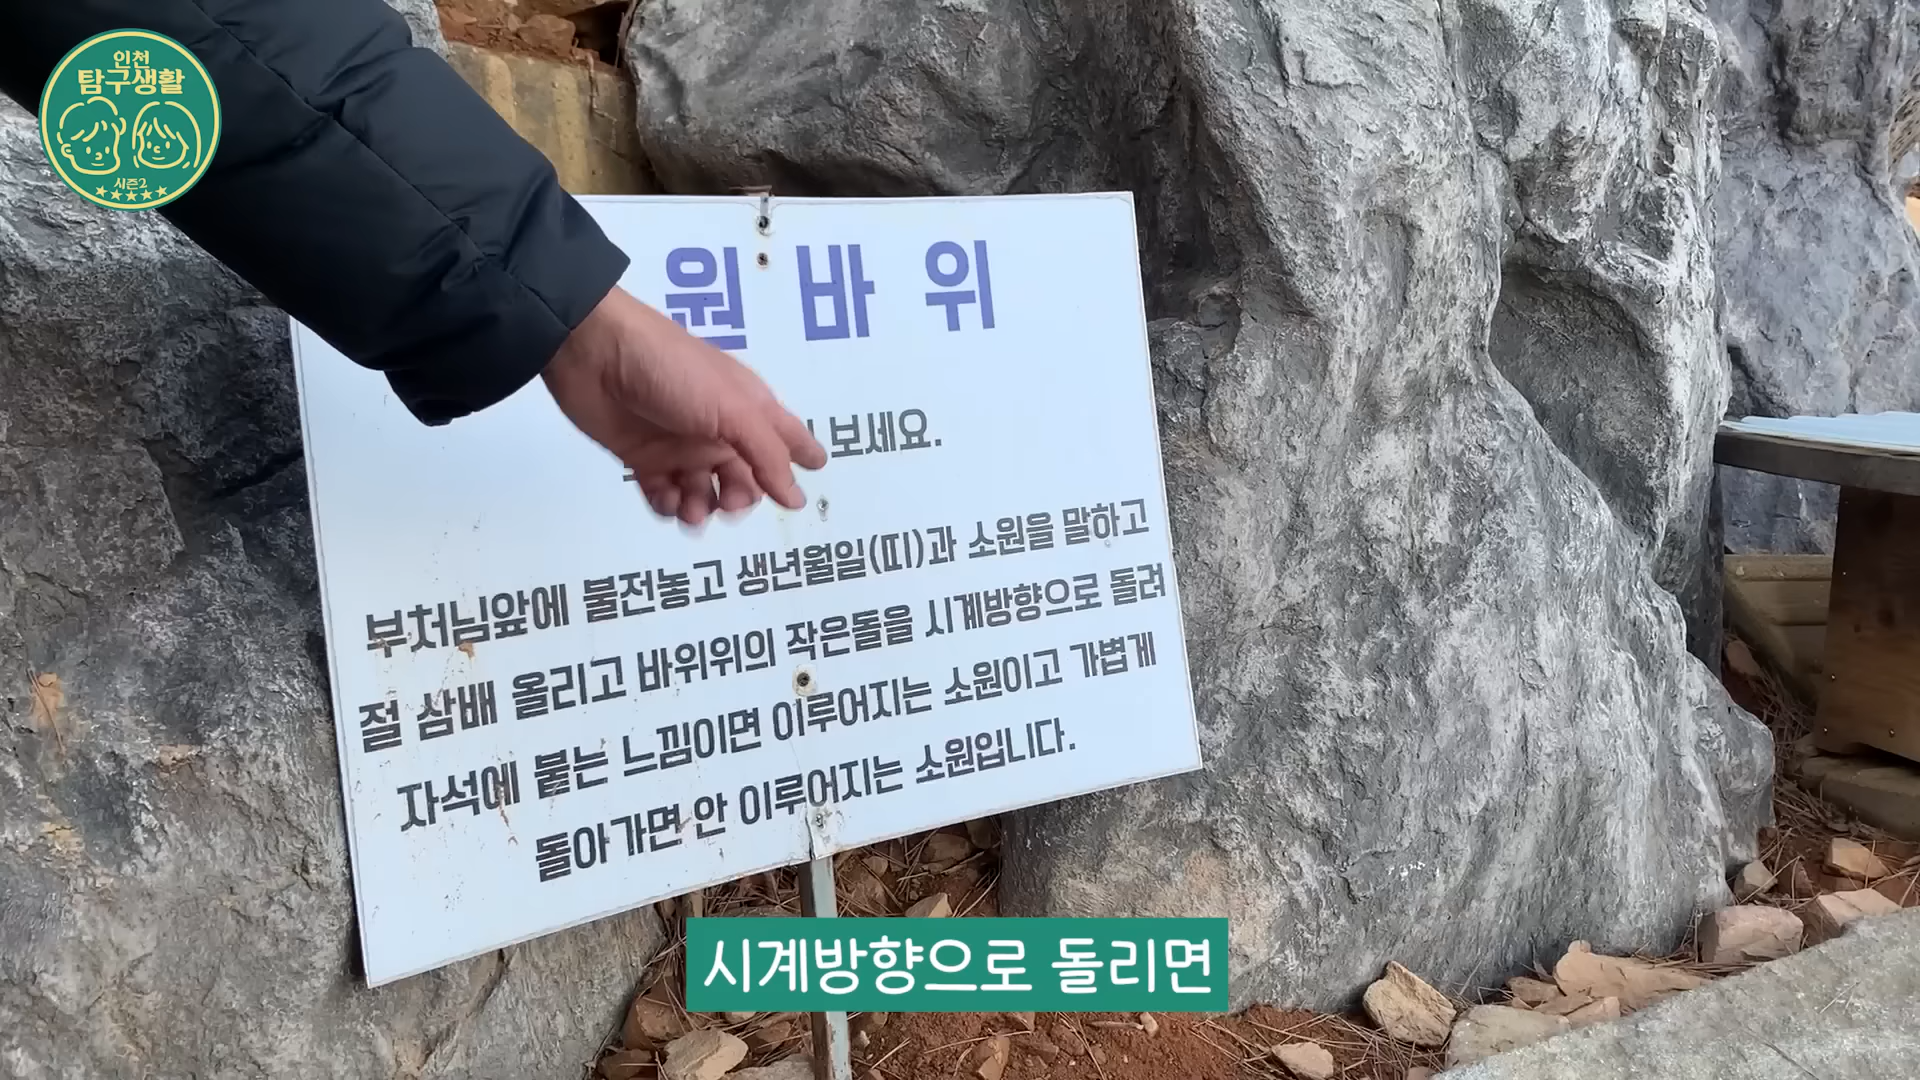 인천
탐구생활
시즌2
원바위
보세요.
부처님앞에 불전놓고 생년월일(띠)과 소원을 말하고
절 삼배 올리고 바위위의 작은돌을 시계방향으로 돌려
자석에 붙는 느낌이면 이루어지는 소원이고 가볍게
돌아가면 안 이루어지는 소원입니다.
시계방향으로 돌리면